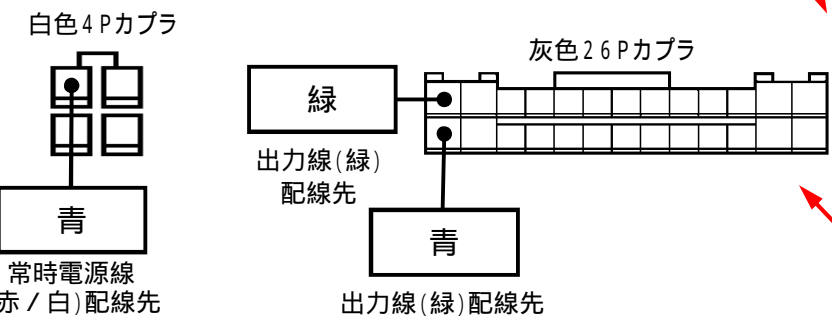 白色4Pカプラ
灰色26Pカプラ
緑
出力線(緑)
配線先
青
常時電源線
赤/白)配線先
青
出力線(緑)配線先